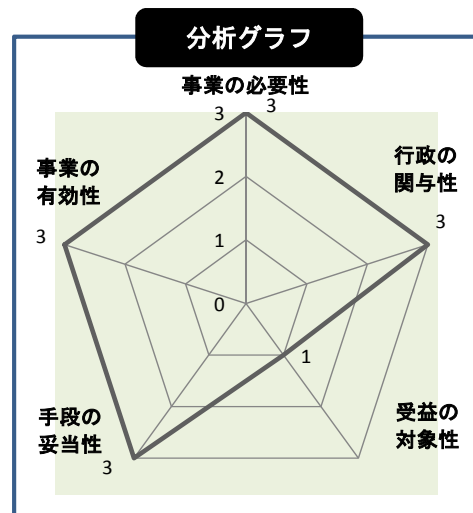 分析グラフ
事業の必要性
3
3
行政の
関与性
3
事業の
有効性
3
2
1
0
1
受益の
対象性
手段の
妥当性
3